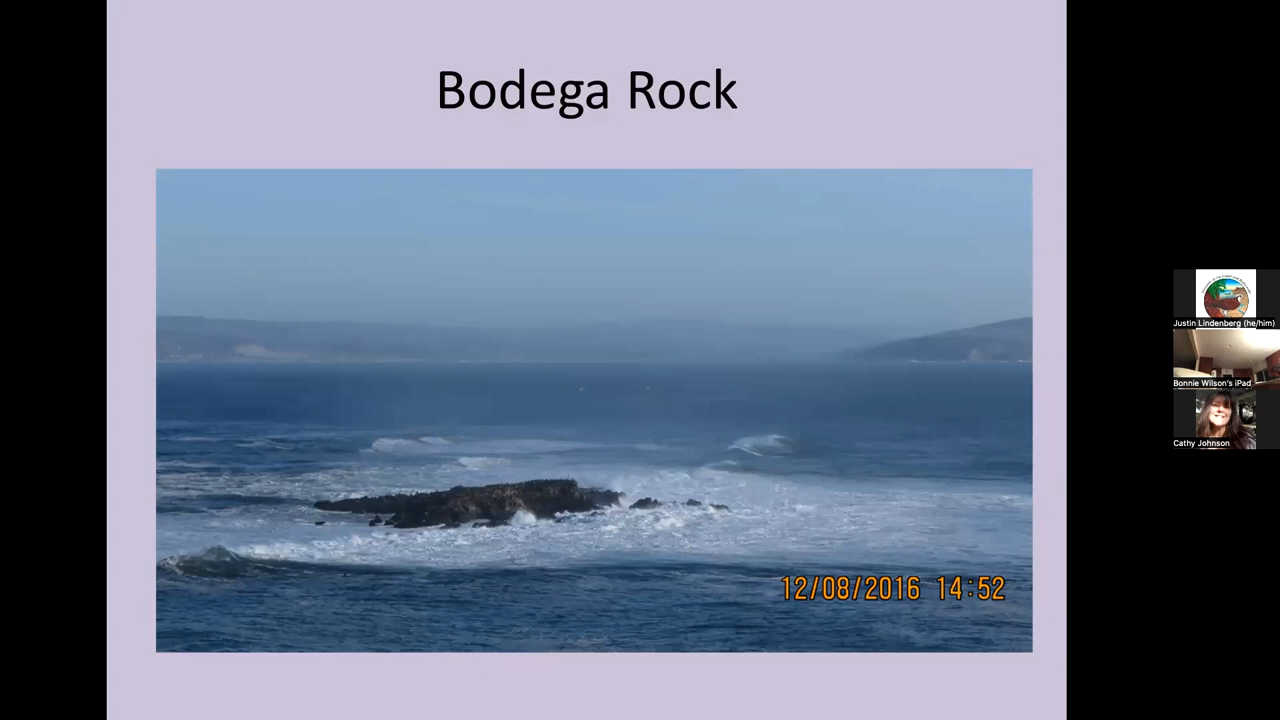 Bodega Rock
12/08/2016 14:52
Justin Lindenberg (he/him)
Bonnie Wilson's iPad
Cathy Johnson